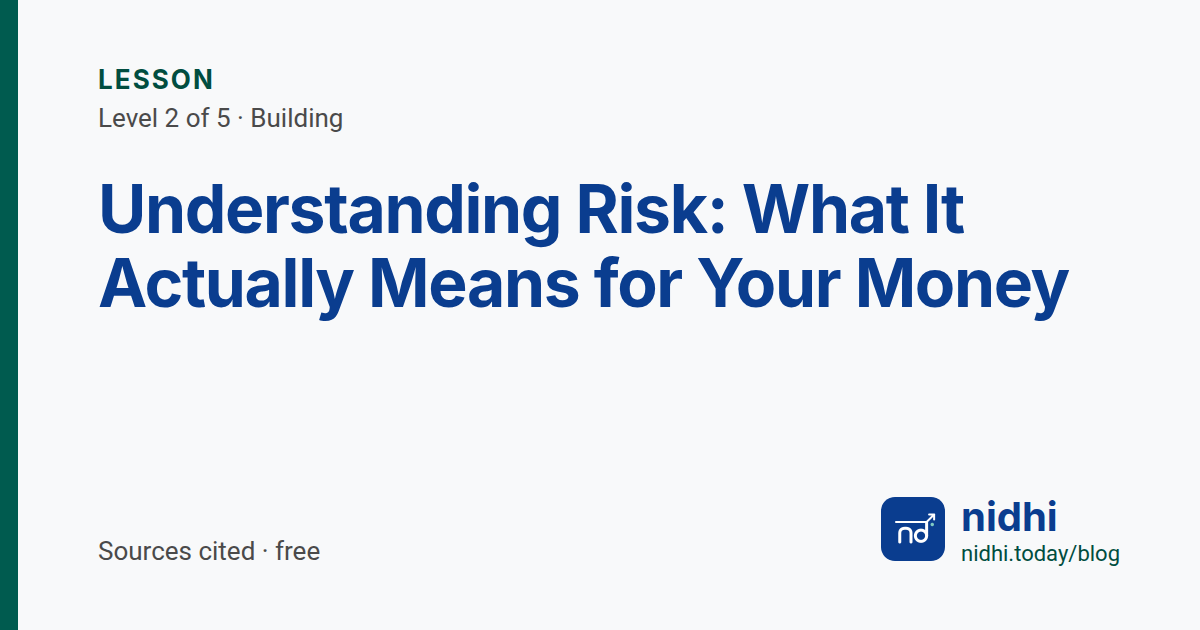 LESSON
Level 2 of 5 · Building
Understanding Risk: What It
Actually Means for Your Money
Sources cited · free
nd
nidhi
nidhi.today/blog